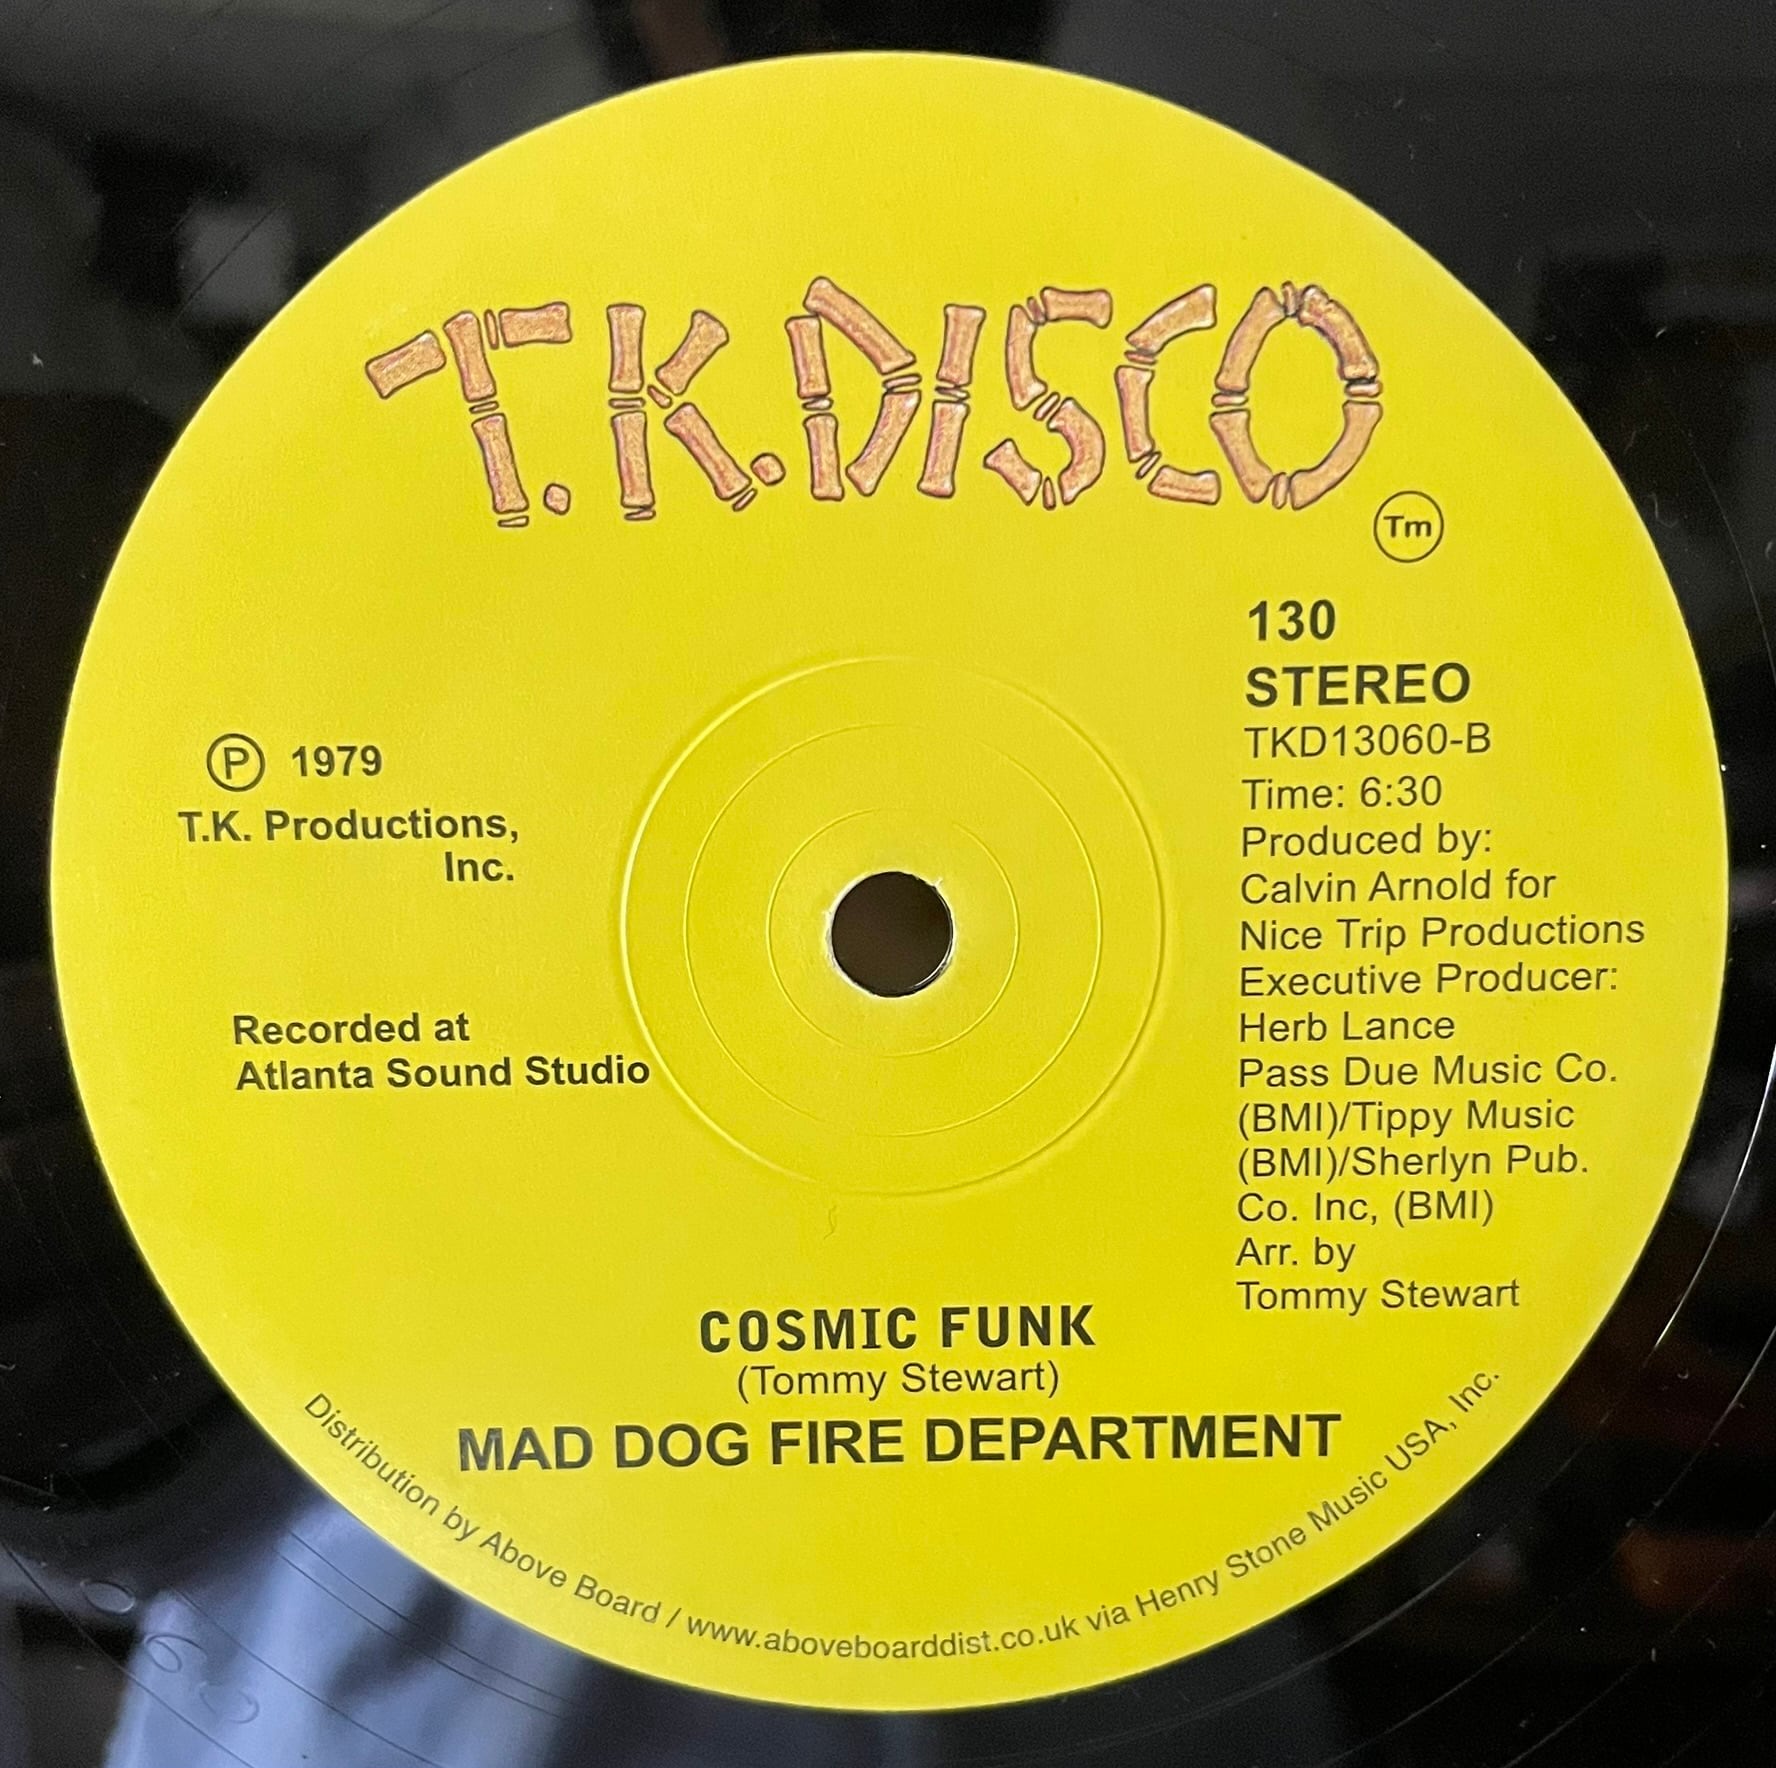 T.K.DISCO
Tm
130
STEREO
TKD13060-B
Time: 6:30
Produced by:
Calvin Arnold for
Nice Trip Productions
Executive Producer:
Herb Lance
Pass Due Music Co.
(BMI)/Tippy Music
(BMI)/Sherlyn Pub.
Co. Inc, (BMI)
Arr. by
Tommy Stewart
Ⓟ 1979
T.K. Productions,
Inc.
Recorded at
Atlanta Sound Studio
COSMIC FUNK
(Tommy Stewart)
MAD DOG FIRE DEPARTMENT
Distribution by Above Board / www.aboveboarddist.co.uk via Henry Stone Music USA, Inc.